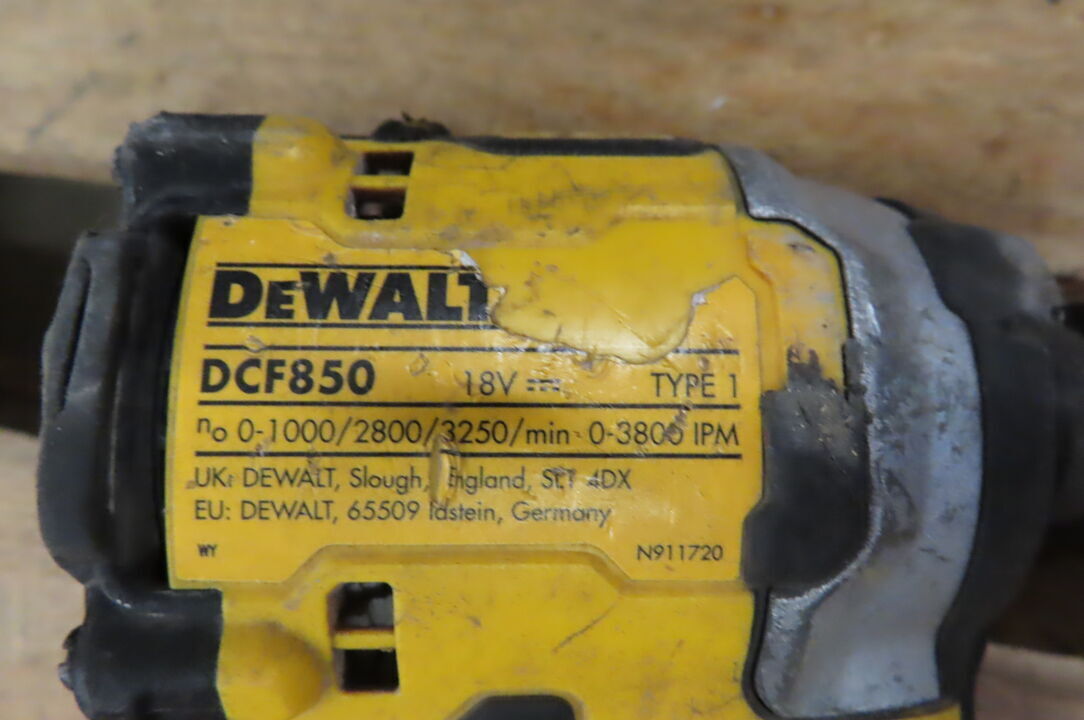 DEWALT
DCF850 18V ⎓ TYPE 1
n₀ 0-1000/2800/3250/min 0-3800 IPM
UK: DEWALT, Slough, England, SL1 4DX
EU: DEWALT, 65509 Idstein, Germany
WY N911720